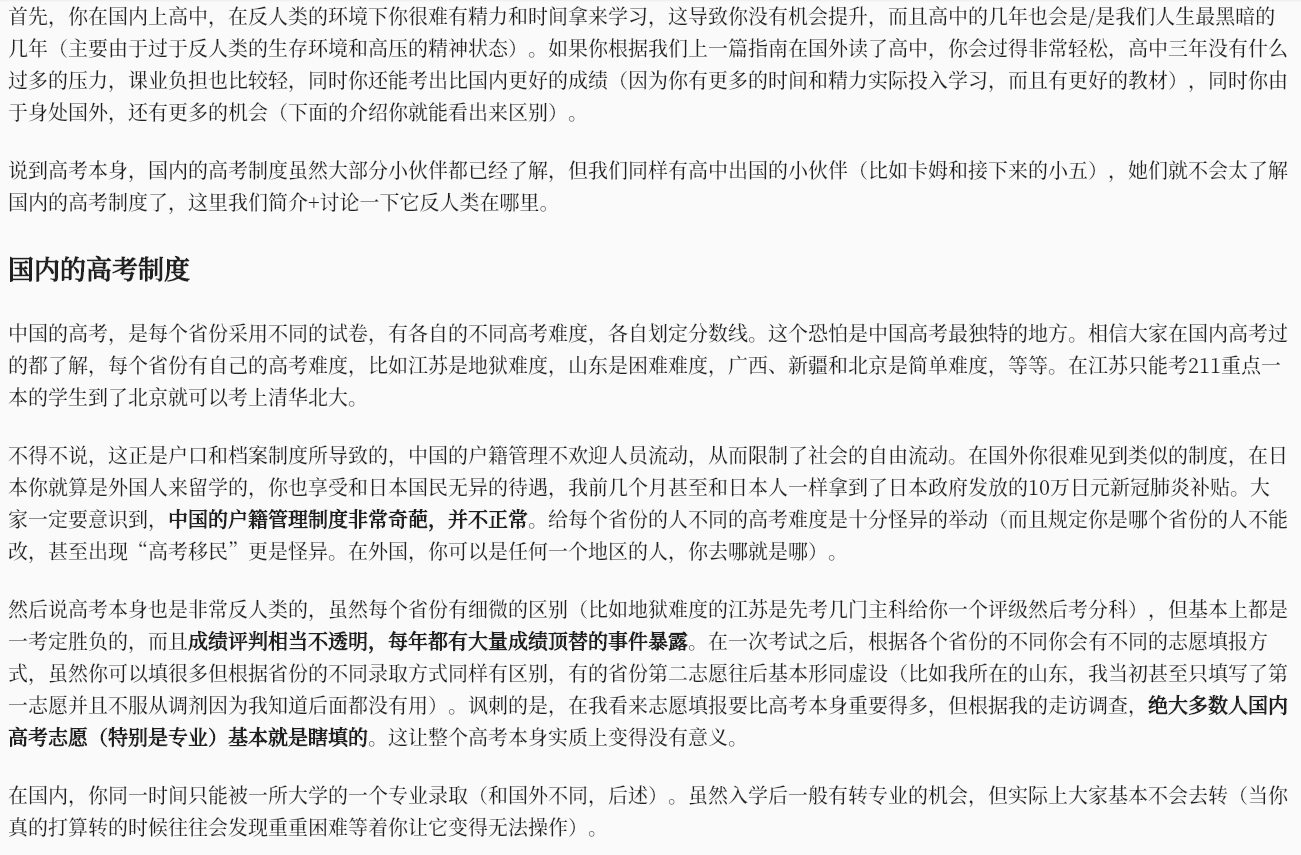 首先，你在国内上高中，在反人类的环境下你很难有精力和时间拿来学习，这导致你没有机会提升，而且高中的几年也会是/是我们人生最黑暗的
几年（主要由于过于反人类的生存环境和高压的精神状态）。如果你根据我们上一篇指南在国外读了高中，你会过得非常轻松，高中三年没有什么
过多的压力，课业负担也比较轻，同时你还能考出比国内更好的成绩（因为你有更多的时间和精力实际投入学习，而且有更好的教材），同时你由
于身处国外，还有更多的机会（下面的介绍你就能看出来区别）。
说到高考本身，国内的高考制度虽然大部分小伙伴都已经了解，但我们同样有高中出国的小伙伴（比如卡姆和接下来的小五），她们就不会太了解
国内的高考制度了，这里我们简介+讨论一下它反人类在哪里。
国内的高考制度
中国的高考，是每个省份采用不同的试卷，有各自的不同高考难度，各自划定分数线。这个恐怕是中国高考最独特的地方。相信大家在国内高考过
的都了解，每个省份有自己的高考难度，比如江苏是地狱难度，山东是困难难度，广西、新疆和北京是简单难度，等等。在江苏只能考211重点一
本的学生到了北京就可以考上清华北大。
不得不说，这正是户口和档案制度所导致的，中国的户籍管理不欢迎人员流动，从而限制了社会的自由流动。在国外你很难见到类似的制度，在日
本你就算是外国人来留学的，你也享受和日本国民无异的待遇，我前几个月甚至和日本人一样拿到了日本政府发放的10万日元新冠肺炎补贴。大
家一定要意识到，中国的户籍管理制度非常奇葩，并不正常。给每个省份的人不同的高考难度是十分怪异的举动（而且规定你是哪个省份的人不能
改，甚至出现“高考移民”更是怪异。在外国，你可以是任何一个地区的人，你去哪就是哪）。
然后说高考本身也是非常反人类的，虽然每个省份有细微的区别（比如地狱难度的江苏是先考几门主科给你一个评级然后考分科），但基本上都是
一考定胜负的，而且成绩评判相当不透明，每年都有大量成绩顶替的事件暴露。在一次考试之后，根据各个省份的不同你会有不同的志愿填报方
式，虽然你可以填很多但根据省份的不同录取方式同样有区别，有的省份第二志愿往后基本形同虚设（比如我所在的山东，我当初甚至只填写了第
一志愿并且不服从调剂因为我知道后面都没有用）。讽刺的是，在我看来志愿填报要比高考本身重要得多，但根据我的走访调查，绝大多数人国内
高考志愿（特别是专业）基本就是瞎填的。这让整个高考本身实质上变得没有意义。
在国内，你同一时间只能被一所大学的一个专业录取（和国外不同，后述）。虽然入学后一般有转专业的机会，但实际上大家基本不会去转（当你
真的打算转的时候往往会发现重重困难等着你让它变得无法操作）。